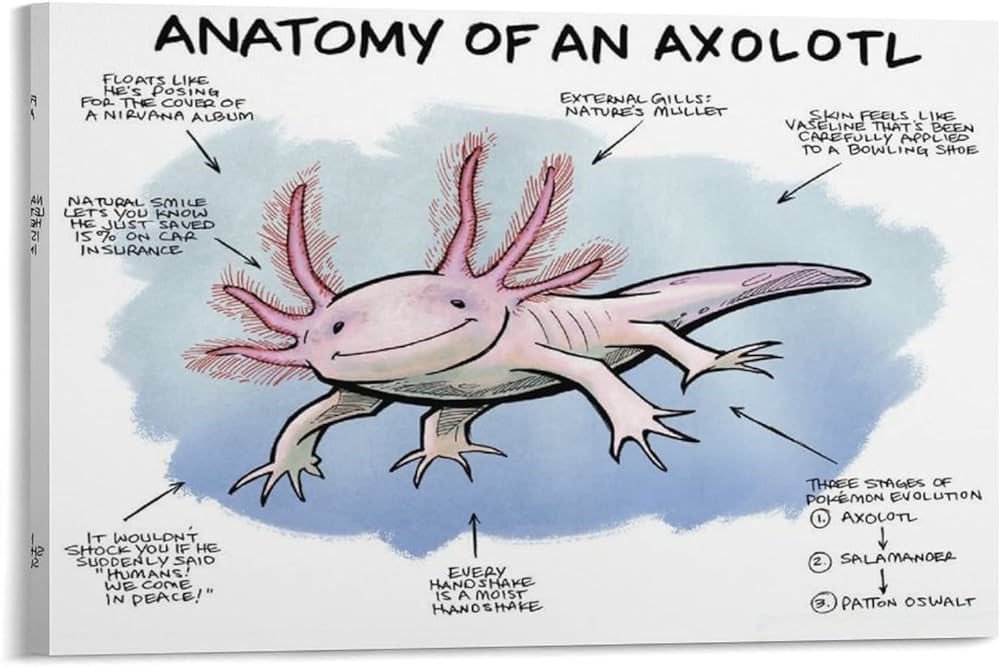 ANATOMY OF AN AXOLOTL
FLOATS LIKE
HE'S POSING
FOR THE COVER OF
A NIRVANA ALBUM
EXTERNAL GILLS:
NATURE'S MULLET
SKIN FEELS LIKE
VASELINE THAT'S BEEN
CAREFULLY APPLIED
TO A BOWLING SHOE
NATURAL SMILE
LETS YOU KNOW
HE JUST SAVED
15% ON CAR
INSURANCE
IT WOULDN'T
SHOCK YOU IF HE
SUDDENLY SAID
"HUMANS!
WE COME
IN PEACE!"
EVERY
HANDSHAKE
IS A MOIST
HANDSHAKE
THREE STAGES OF
POKÉMON EVOLUTION
1. AXOLOTL
2. SALAMANDER
3. PATTON OSWALT